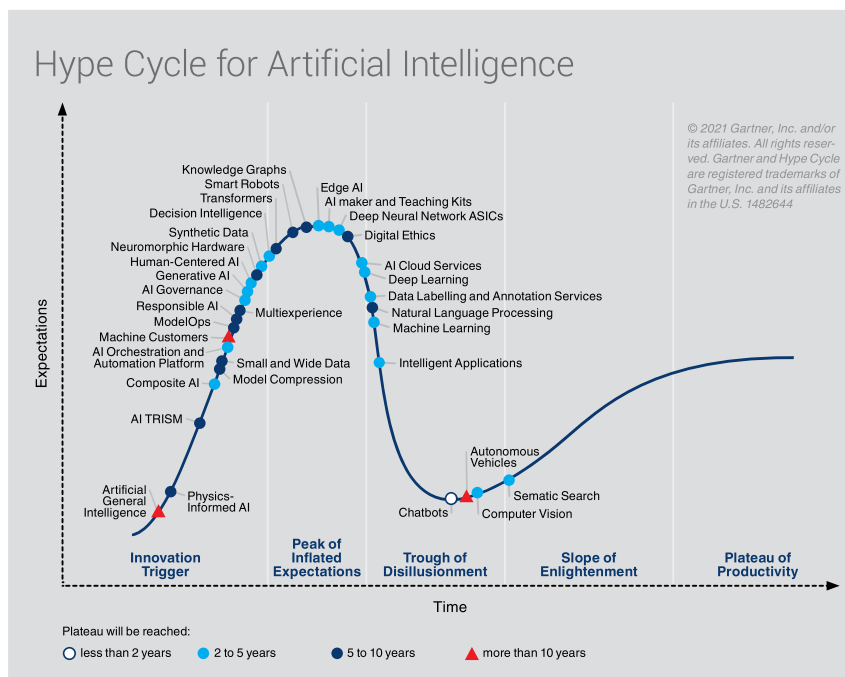 Hype Cycle for Artificial Intelligence
© 2021 Gartner, Inc. and/or
its affiliates. All rights reser-
ved. Gartner and Hype Cycle
are registered trademarks of
Gartner, Inc. and its affiliates
in the U.S. 1482644
Expectations
Knowledge Graphs
Smart Robots
Transformers
Decision Intelligence
Synthetic Data
Neuromorphic Hardware
Human-Centered AI
Generative AI
AI Governance
Responsible AI
Multiexperience
ModelOps
Machine Customers
AI Orchestration and
Automation Platform
Small and Wide Data
Model Compression
Composite AI
AI TRISM
Artificial
General
Intelligence
Physics-
Informed AI
Edge AI
AI maker and Teaching Kits
Deep Neural Network ASICs
Digital Ethics
AI Cloud Services
Deep Learning
Data Labelling and Annotation Services
Natural Language Processing
Machine Learning
Intelligent Applications
Autonomous
Vehicles
Chatbots
Sematic Search
Computer Vision
Innovation
Trigger
Peak of
Inflated
Expectations
Trough of
Disillusionment
Slope of
Enlightenment
Plateau of
Productivity
Time
Plateau will be reached:
less than 2 years
2 to 5 years
5 to 10 years
more than 10 years